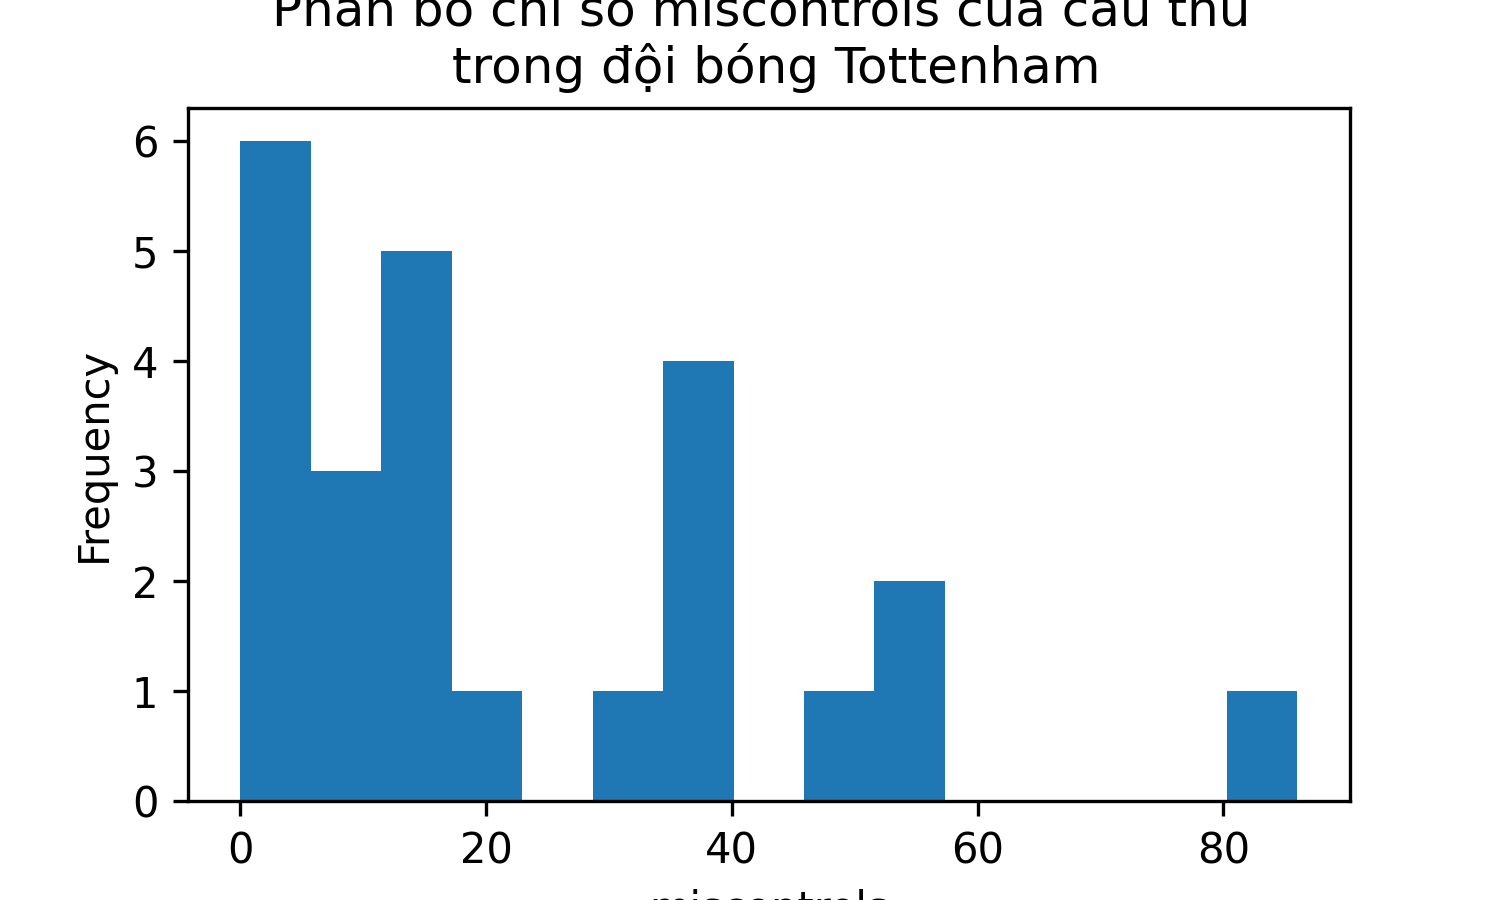 Phân bố chỉ số miscontrols của cầu thủ
trong đội bóng Tottenham
6
5
4
3
2
1
0
Frequency
0 20 40 60 80
miscontrols